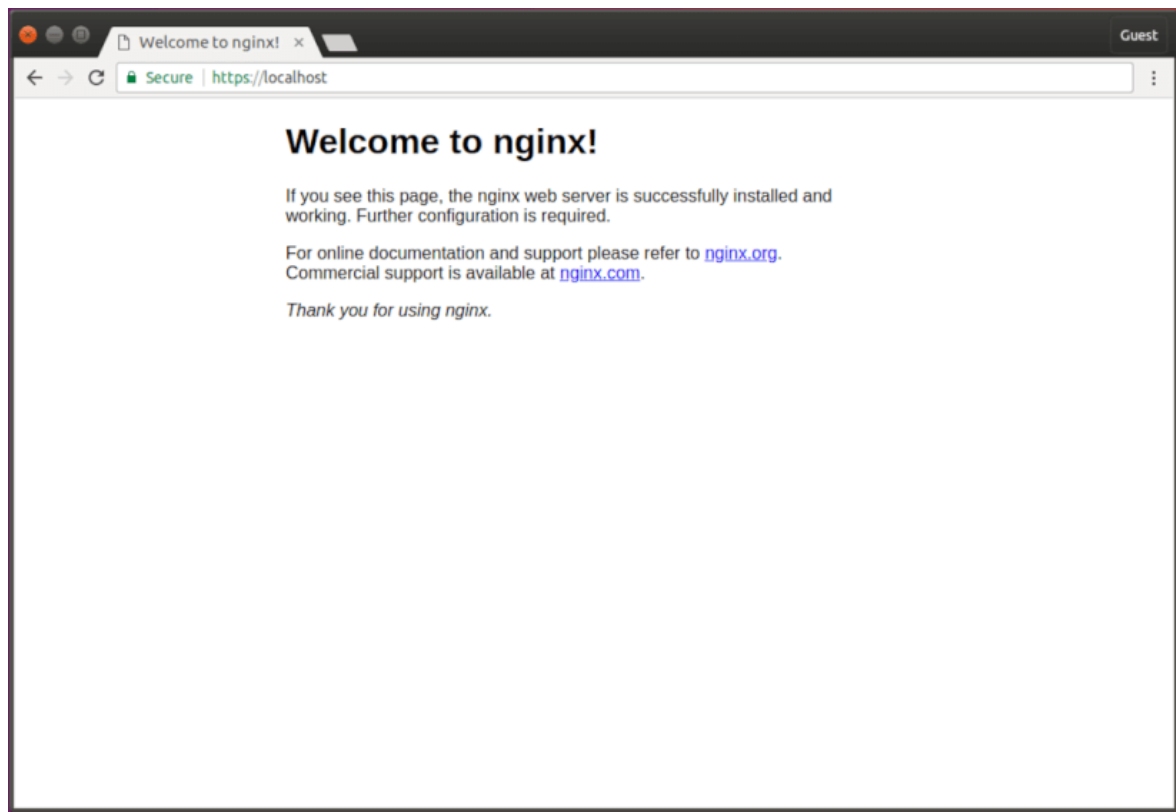 Welcome to nginx!
Guest
Secure https://localhost
Welcome to nginx!
If you see this page, the nginx web server is successfully installed and
working. Further configuration is required.
For online documentation and support please refer to nginx.org.
Commercial support is available at nginx.com.
Thank you for using nginx.